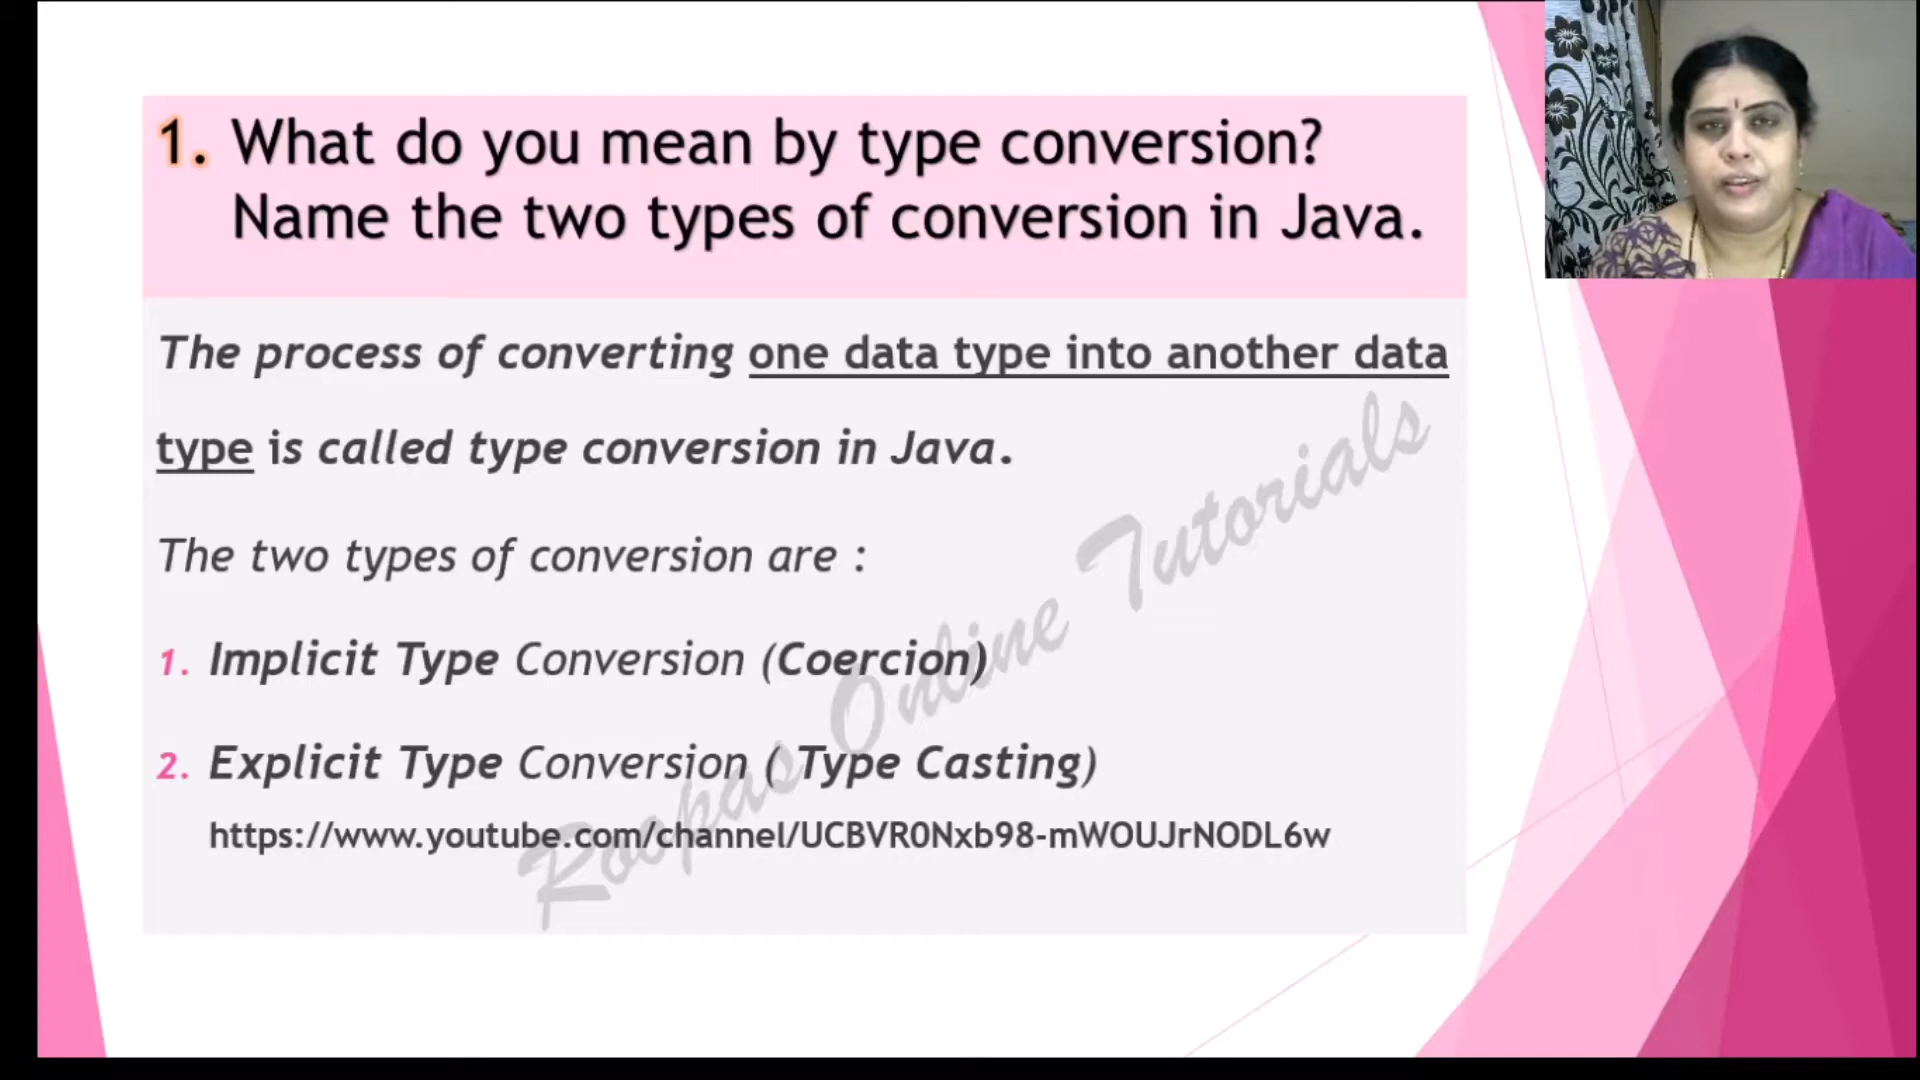 1. What do you mean by type conversion?
Name the two types of conversion in Java.
The process of converting one data type into another data
type is called type conversion in Java.
The two types of conversion are :
1. Implicit Type Conversion (Coercion)
2. Explicit Type Conversion ( Type Casting)
https://www.youtube.com/channel/UCBVR0Nxb98-mWOUJrNODL6w
Roopas Online Tutorials